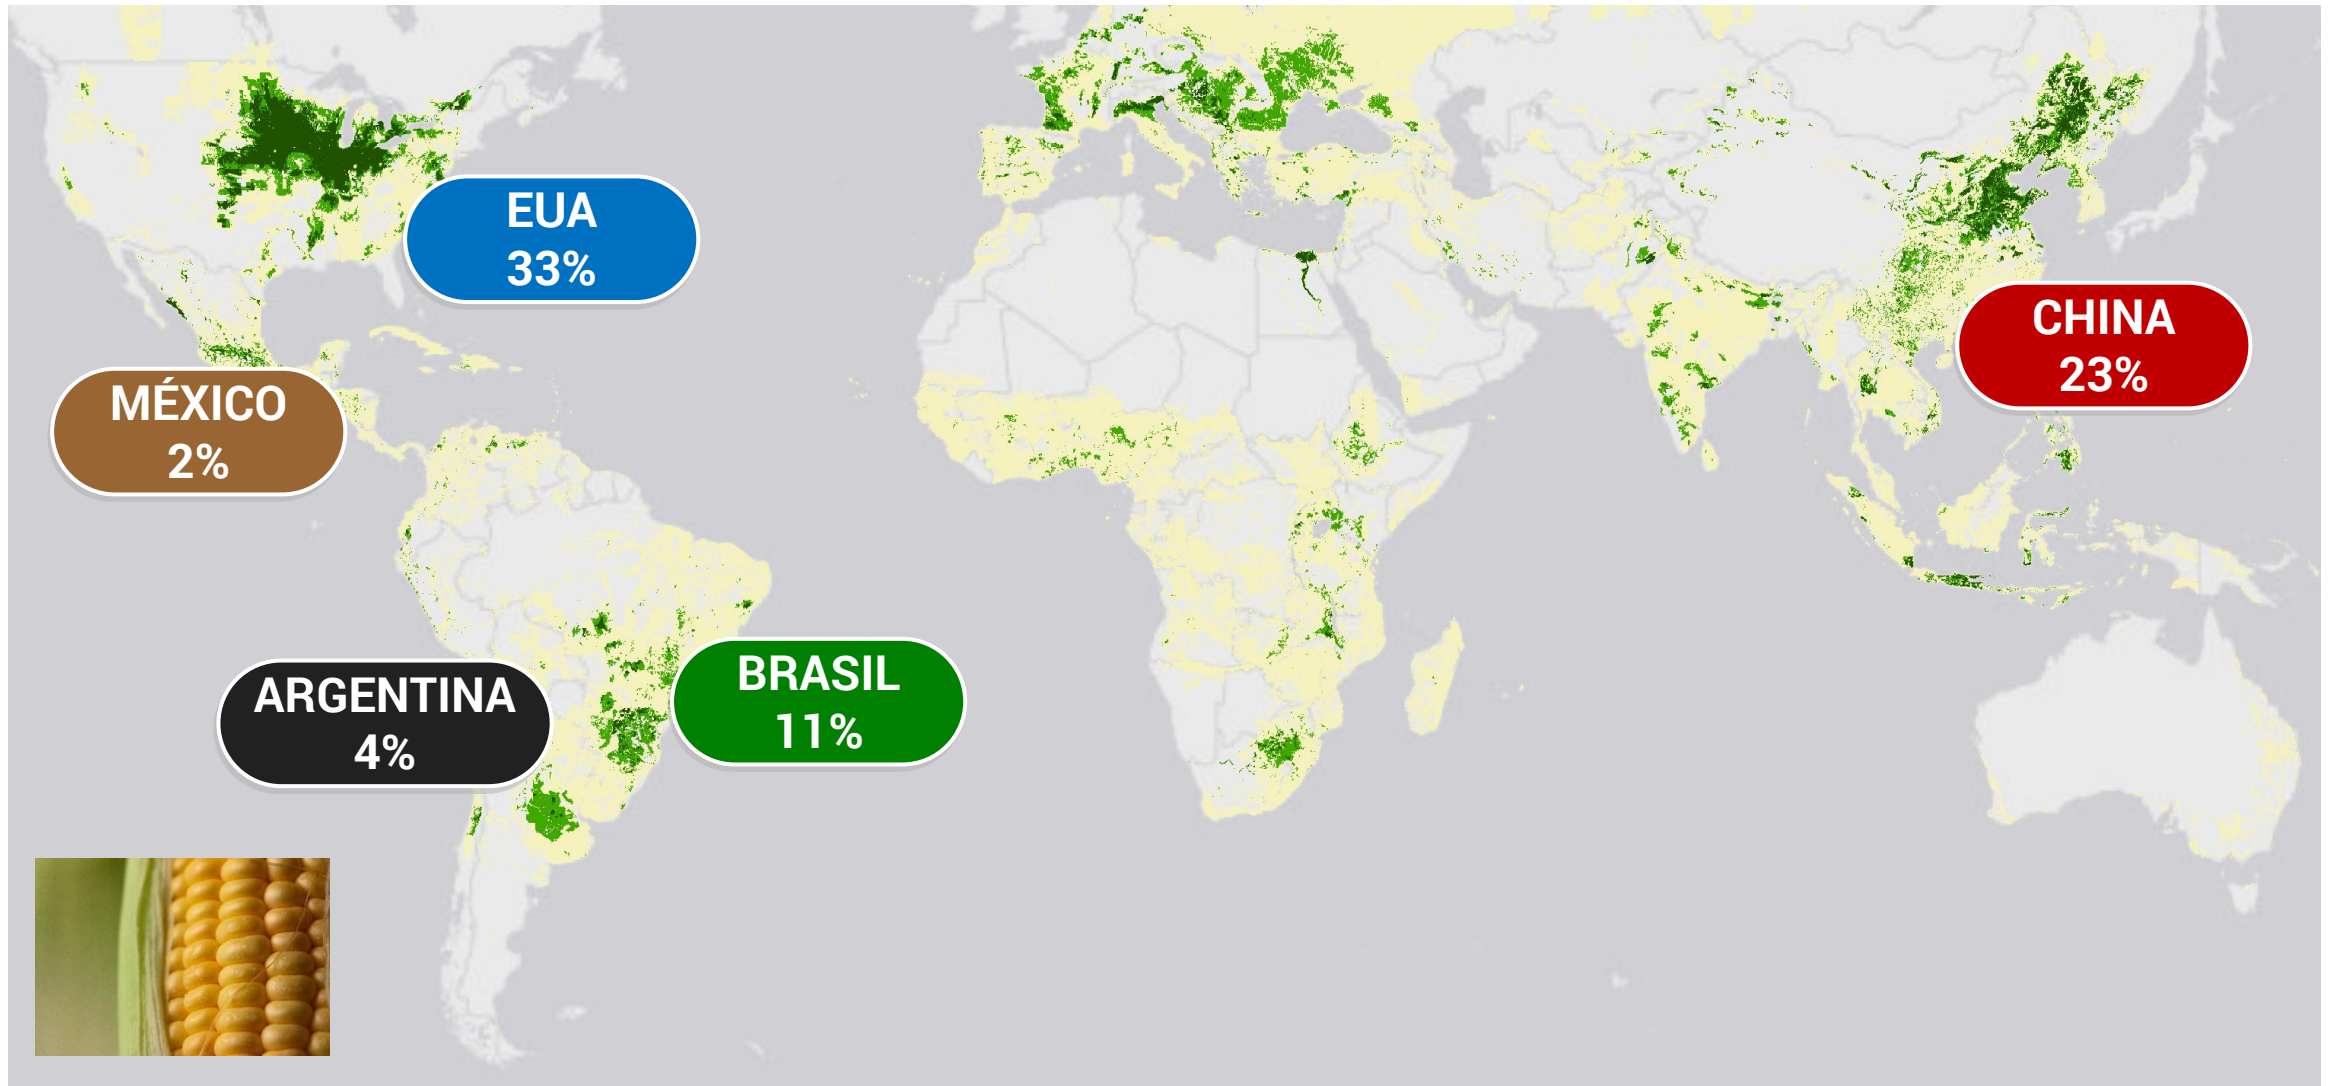 EUA
33%
CHINA
23%
MÉXICO
2%
BRASIL
11%
ARGENTINA
4%